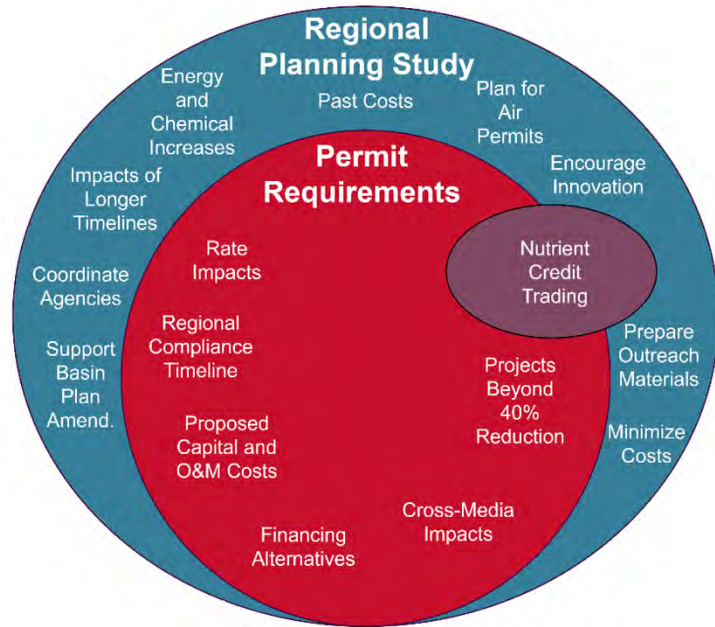 Regional
Planning Study
Energy
and
Chemical
Increases
Past Costs
Plan for
Air
Permits
Encourage
Innovation
Impacts of
Longer
Timelines
Coordinate
Agencies
Support
Basin
Plan
Amend.
Permit
Requirements
Rate
Impacts
Nutrient
Credit
Trading
Regional
Compliance
Timeline
Prepare
Outreach
Materials
Projects
Beyond
40%
Reduction
Minimize
Costs
Proposed
Capital and
O&M Costs
Cross-Media
Impacts
Financing
Alternatives